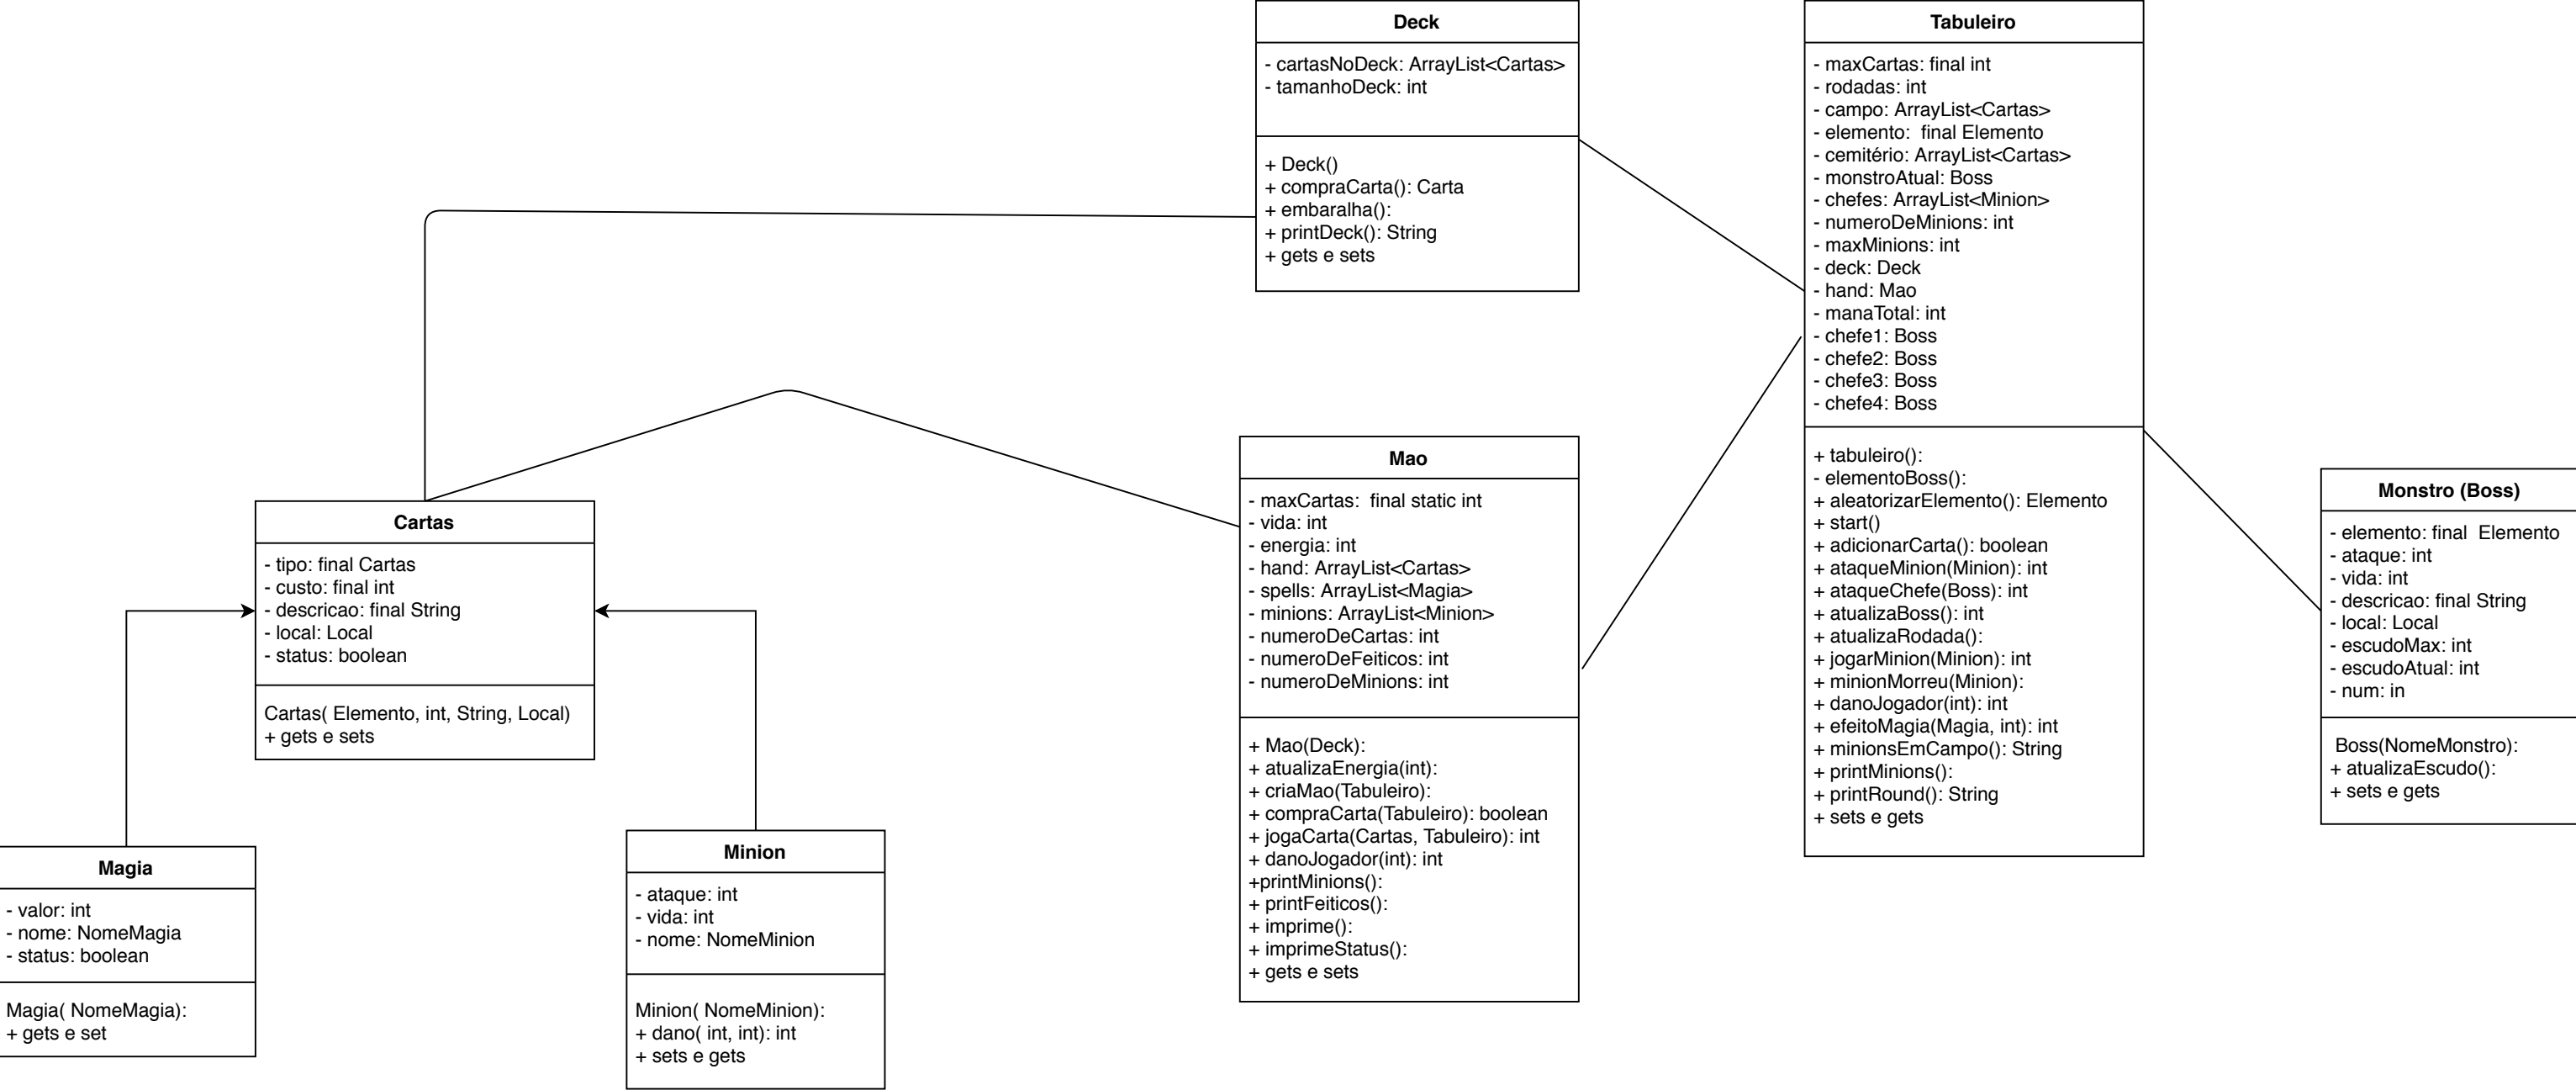 Deck
- cartasNoDeck: ArrayList<Cartas>
- tamanhoDeck: int
+ Deck()
+ compraCarta(): Carta
+ embaralha():
+ printDeck(): String
+ gets e sets
Tabuleiro
- maxCartas: final int
- rodadas: int
- campo: ArrayList<Cartas>
- elemento:  final Elemento
- cemitério: ArrayList<Cartas>
- monstroAtual: Boss
- chefes: ArrayList<Minion>
- numeroDeMinions: int
- maxMinions: int
- deck: Deck
- hand: Mao
- manaTotal: int
- chefe1: Boss
- chefe2: Boss
- chefe3: Boss
- chefe4: Boss
+ tabuleiro():
- elementoBoss():
+ aleatorizarElemento(): Elemento
+ start()
+ adicionarCarta(): boolean
+ ataqueMinion(Minion): int
+ ataqueChefe(Boss): int
+ atualizaBoss(): int
+ atualizaRodada():
+ jogarMinion(Minion): int
+ minionMorreu(Minion):
+ danoJogador(int): int
+ efeitoMagia(Magia, int): int
+ minionsEmCampo(): String
+ printMinions():
+ printRound(): String
+ sets e gets
Mao
- maxCartas:  final static int
- vida: int
- energia: int
- hand: ArrayList<Cartas>
- spells: ArrayList<Magia>
- minions: ArrayList<Minion>
- numeroDeCartas: int
- numeroDeFeiticos: int
- numeroDeMinions: int
+ Mao(Deck):
+ atualizaEnergia(int):
+ criaMao(Tabuleiro):
+ compraCarta(Tabuleiro): boolean
+ jogaCarta(Cartas, Tabuleiro): int
+ danoJogador(int): int
+printMinions():
+ printFeiticos():
+ imprime():
+ imprimeStatus():
+ gets e sets
Monstro (Boss)
- elemento: final  Elemento
- ataque: int
- vida: int
- descricao: final String
- local: Local
- escudoMax: int
- escudoAtual: int
- num: in
Boss(NomeMonstro):
+ atualizaEscudo():
+ sets e gets
Cartas
- tipo: final Cartas
- custo: final int
- descricao: final String
- local: Local
- status: boolean
Cartas( Elemento, int, String, Local)
+ gets e sets
Magia
- valor: int
- nome: NomeMagia
- status: boolean
Magia( NomeMagia):
+ gets e set
Minion
- ataque: int
- vida: int
- nome: NomeMinion
Minion( NomeMinion):
+ dano( int, int): int
+ sets e gets